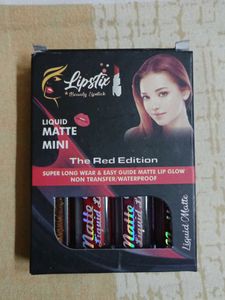 Lipstix
Beauty Lipstick
LIQUID
MATTE
MINI
The Red Edition
SUPER LONG WEAR & EASY GUIDE MATTE LIP GLOW
NON TRANSFER/WATERPROOF
Matte
Liquid
Matte
Liquid
Liquid Matte